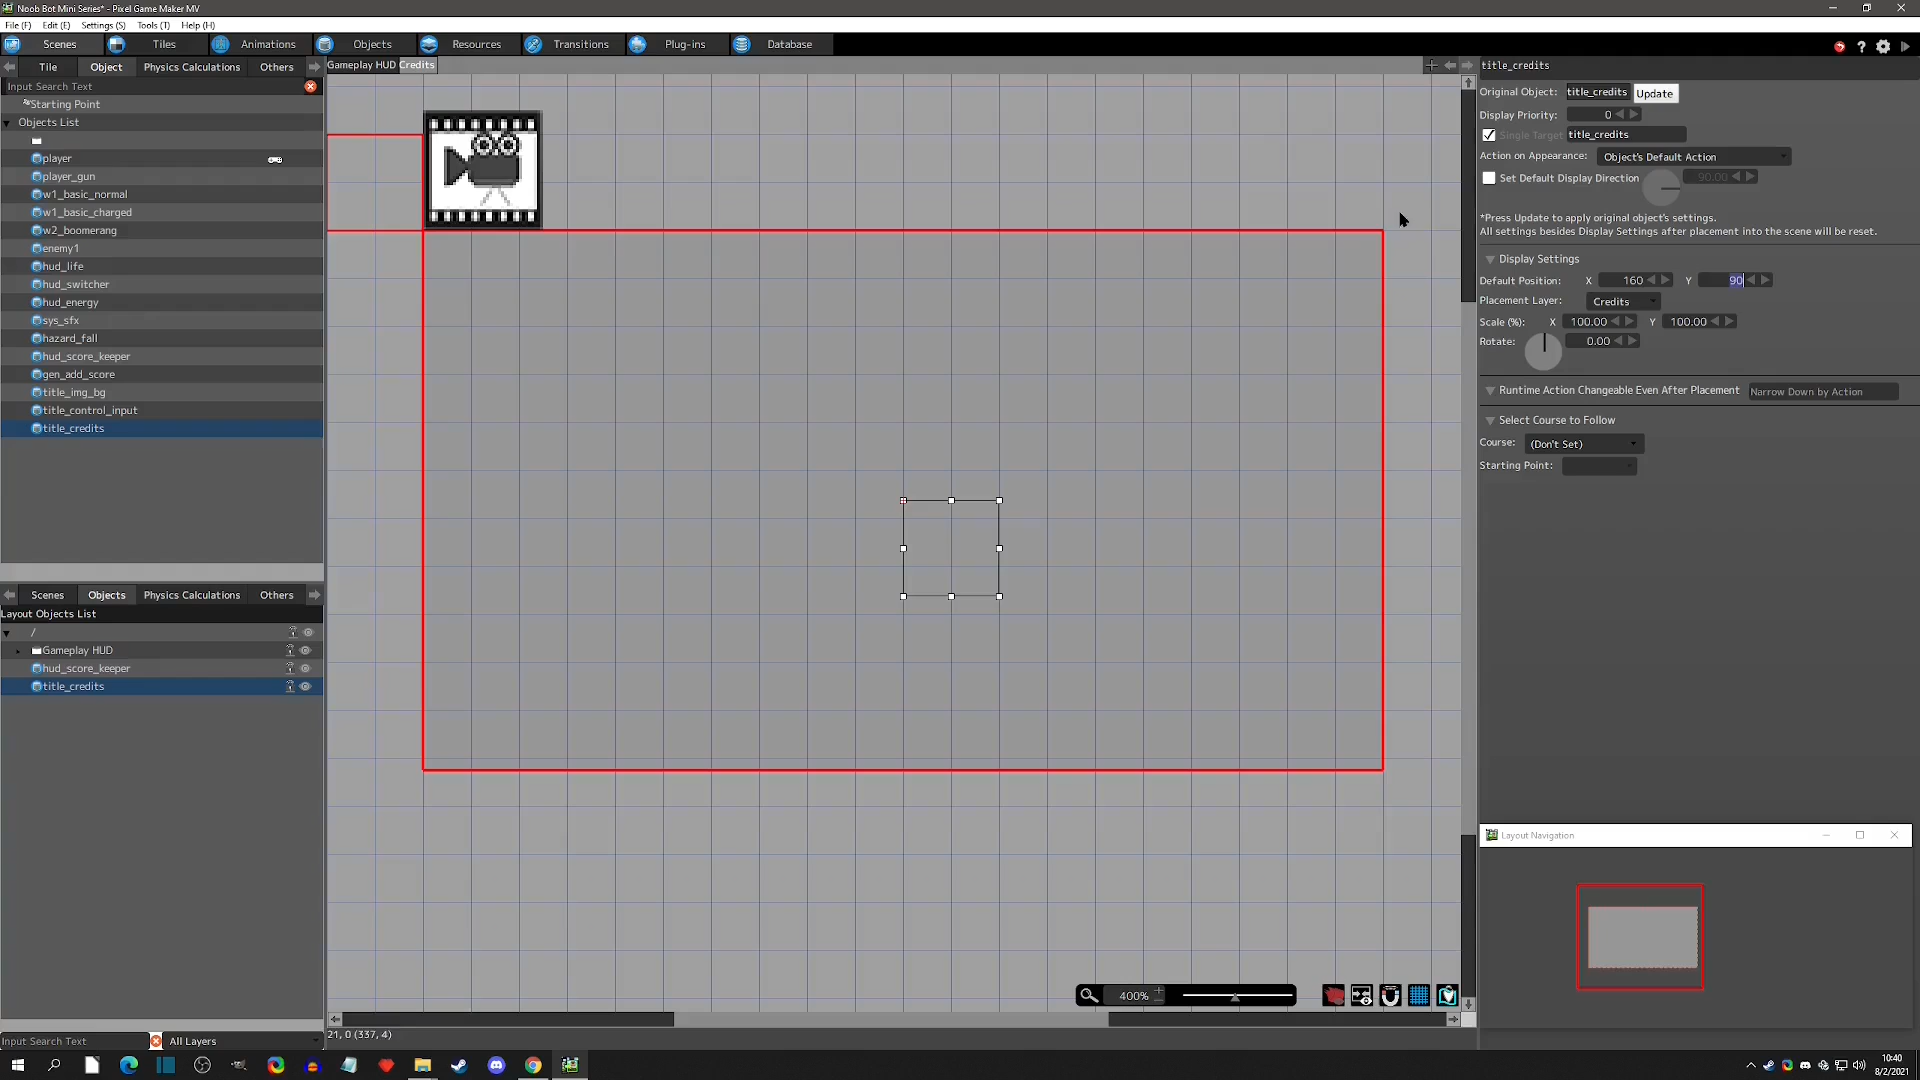 Noob Bot Mini Series* - Pixel Game Maker MV
File (F) Edit (E) Settings (S) Tools (T) Help (H)
Scenes Tiles Animations Objects Resources Transitions Plug-ins Database
Tile Object Physics Calculations Others
Gameplay HUD Credits
Input Search Text
Starting Point
Objects List
player
player_gun
w1_basic_normal
w1_basic_charged
w2_boomerang
enemy1
hud_life
hud_switcher
hud_energy
sys_sfx
hazard_fall
hud_score_keeper
gen_add_score
title_img_bg
title_control_input
title_credits
Scenes Objects Physics Calculations Others
Layout Objects List
/
Gameplay HUD
hud_score_keeper
title_credits
Input Search Text All Layers
400%
21, 0 (337, 4)
title_credits
Original Object: title_credits Update
Display Priority: 0
Single Target title_credits
Action on Appearance: Object's Default Action
Set Default Display Direction 90.00
*Press Update to apply original object's settings.
All settings besides Display Settings after placement into the scene will be reset.
Display Settings
Default Position: X 160 Y 90
Placement Layer: Credits
Scale (%): X 100.00 Y 100.00
Rotate: 0.00
Runtime Action Changeable Even After Placement Narrow Down by Action
Select Course to Follow
Course: (Don't Set)
Starting Point:
Layout Navigation
10:40
8/2/2021